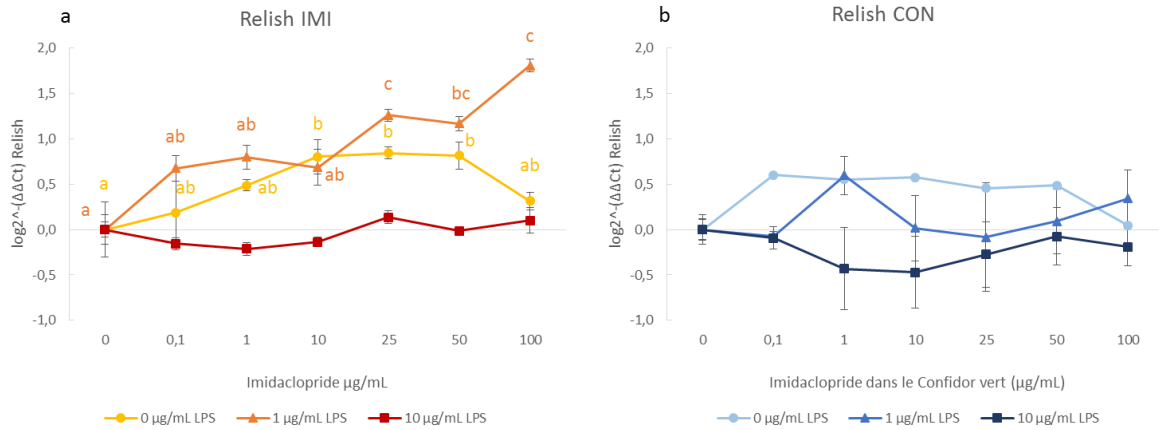 a
Relish IMI
log2^-(ΔΔCt) Relish
2,0
1,5
1,0
0,5
0,0
-0,5
-1,0
c
c
bc
ab
ab
b
b
b
a
ab
ab
ab
ab
a
0 0,1 1 10 25 50 100
Imidaclopride µg/mL
0 µg/mL LPS 1 µg/mL LPS 10 µg/mL LPS
b
Relish CON
log2^-(ΔΔCt) Relish
2,0
1,5
1,0
0,5
0,0
-0,5
-1,0
0 0,1 1 10 25 50 100
Imidaclopride dans le Confidor vert (µg/mL)
0 µg/mL LPS 1 µg/mL LPS 10 µg/mL LPS